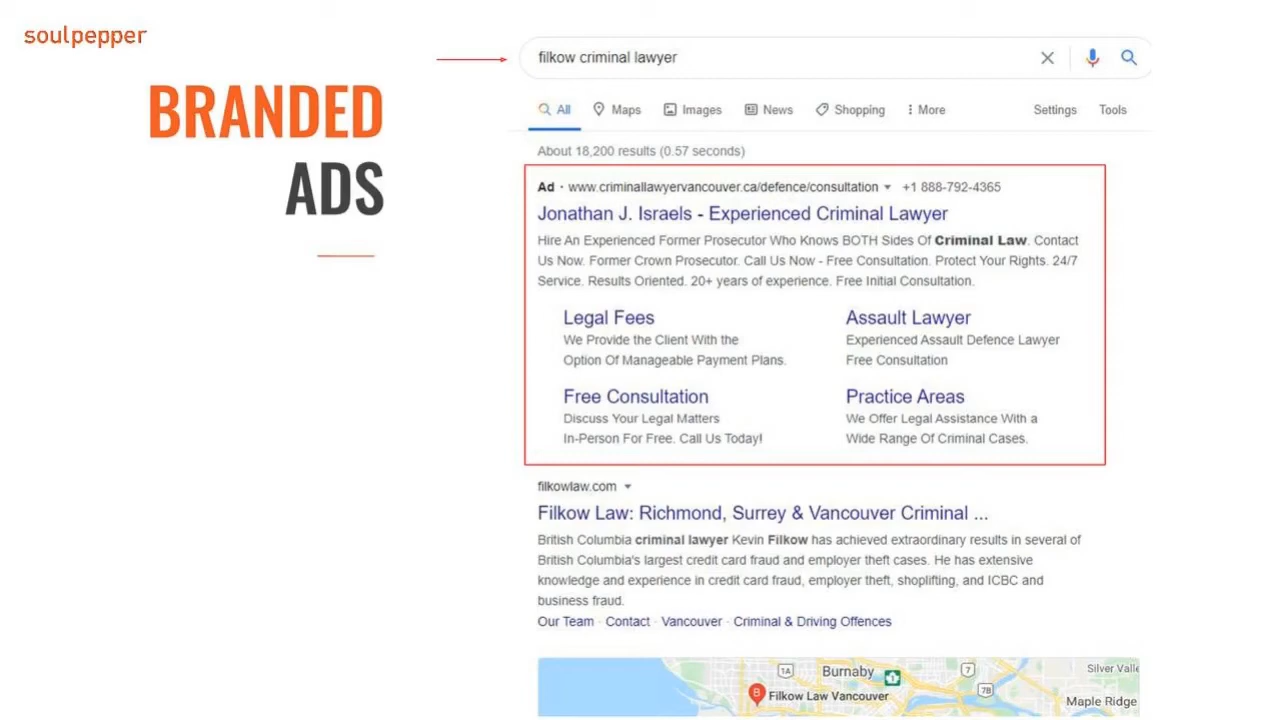 soulpepper
BRANDED
ADS
filkow criminal lawyer
All Maps Images News Shopping More Settings Tools
About 18,200 results (0.57 seconds)
Ad · www.criminallawyervancouver.ca/defence/consultation +1 888-792-4365
Jonathan J. Israels - Experienced Criminal Lawyer
Hire An Experienced Former Prosecutor Who Knows BOTH Sides Of Criminal Law. Contact
Us Now. Former Crown Prosecutor. Call Us Now - Free Consultation. Protect Your Rights. 24/7
Service. Results Oriented. 20+ years of experience. Free Initial Consultation.
Legal Fees
We Provide the Client With the
Option Of Manageable Payment Plans.
Assault Lawyer
Experienced Assault Defence Lawyer
Free Consultation
Free Consultation
Discuss Your Legal Matters
In-Person For Free. Call Us Today!
Practice Areas
We Offer Legal Assistance With a
Wide Range Of Criminal Cases.
filkowlaw.com
Filkow Law: Richmond, Surrey & Vancouver Criminal ...
British Columbia criminal lawyer Kevin Filkow has achieved extraordinary results in several of
British Columbia's largest credit card fraud and employer theft cases. He has extensive
knowledge and experience in credit card fraud, employer theft, shoplifting, and ICBC and
business fraud.
Our Team · Contact · Vancouver · Criminal & Driving Offences
1A Burnaby 1 7 Silver Valle
B Filkow Law Vancouver 7B
Maple Ridge